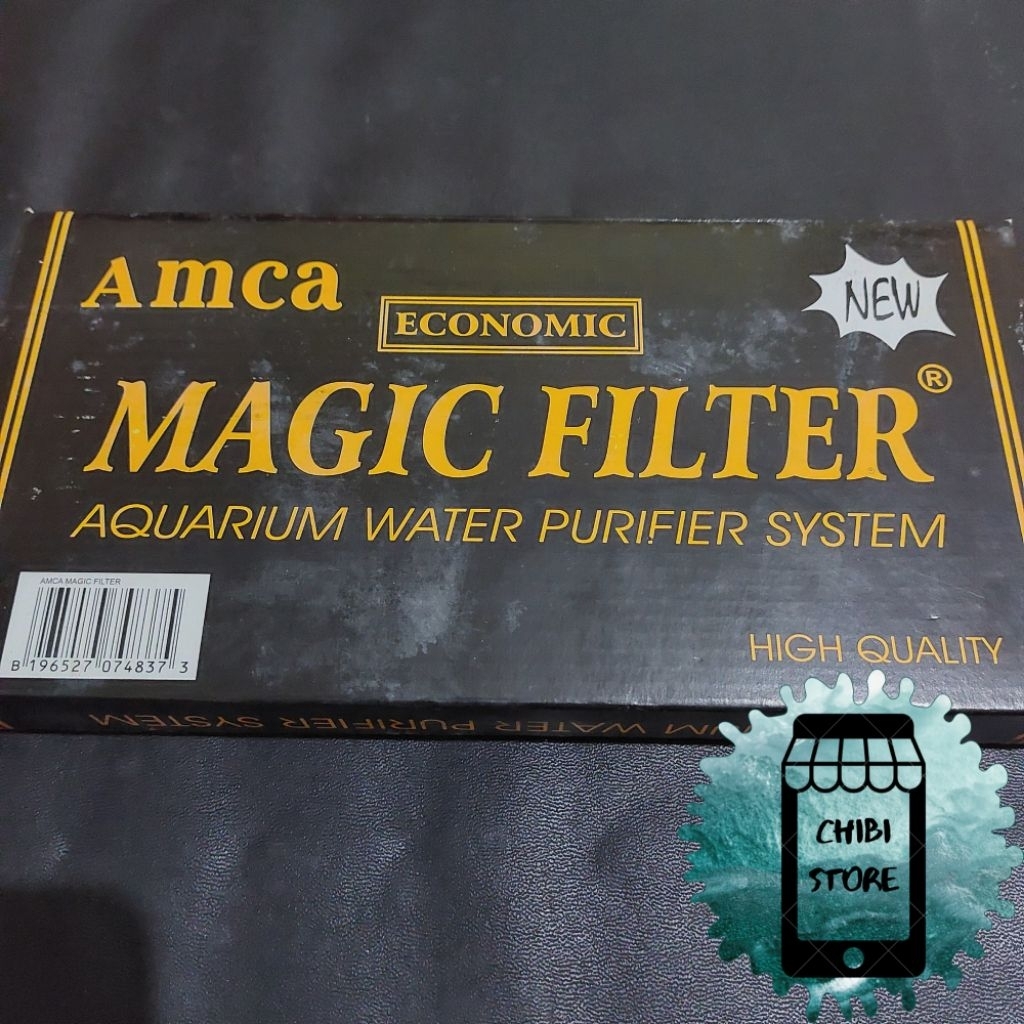 Amca
ECONOMIC
NEW
MAGIC FILTER®
AQUARIUM WATER PURIFIER SYSTEM
AMCA MAGIC FILTER
B 196527 074837 3
HIGH QUALITY
UM WATER PURIFIER SYSTEM
CHIBI
STORE